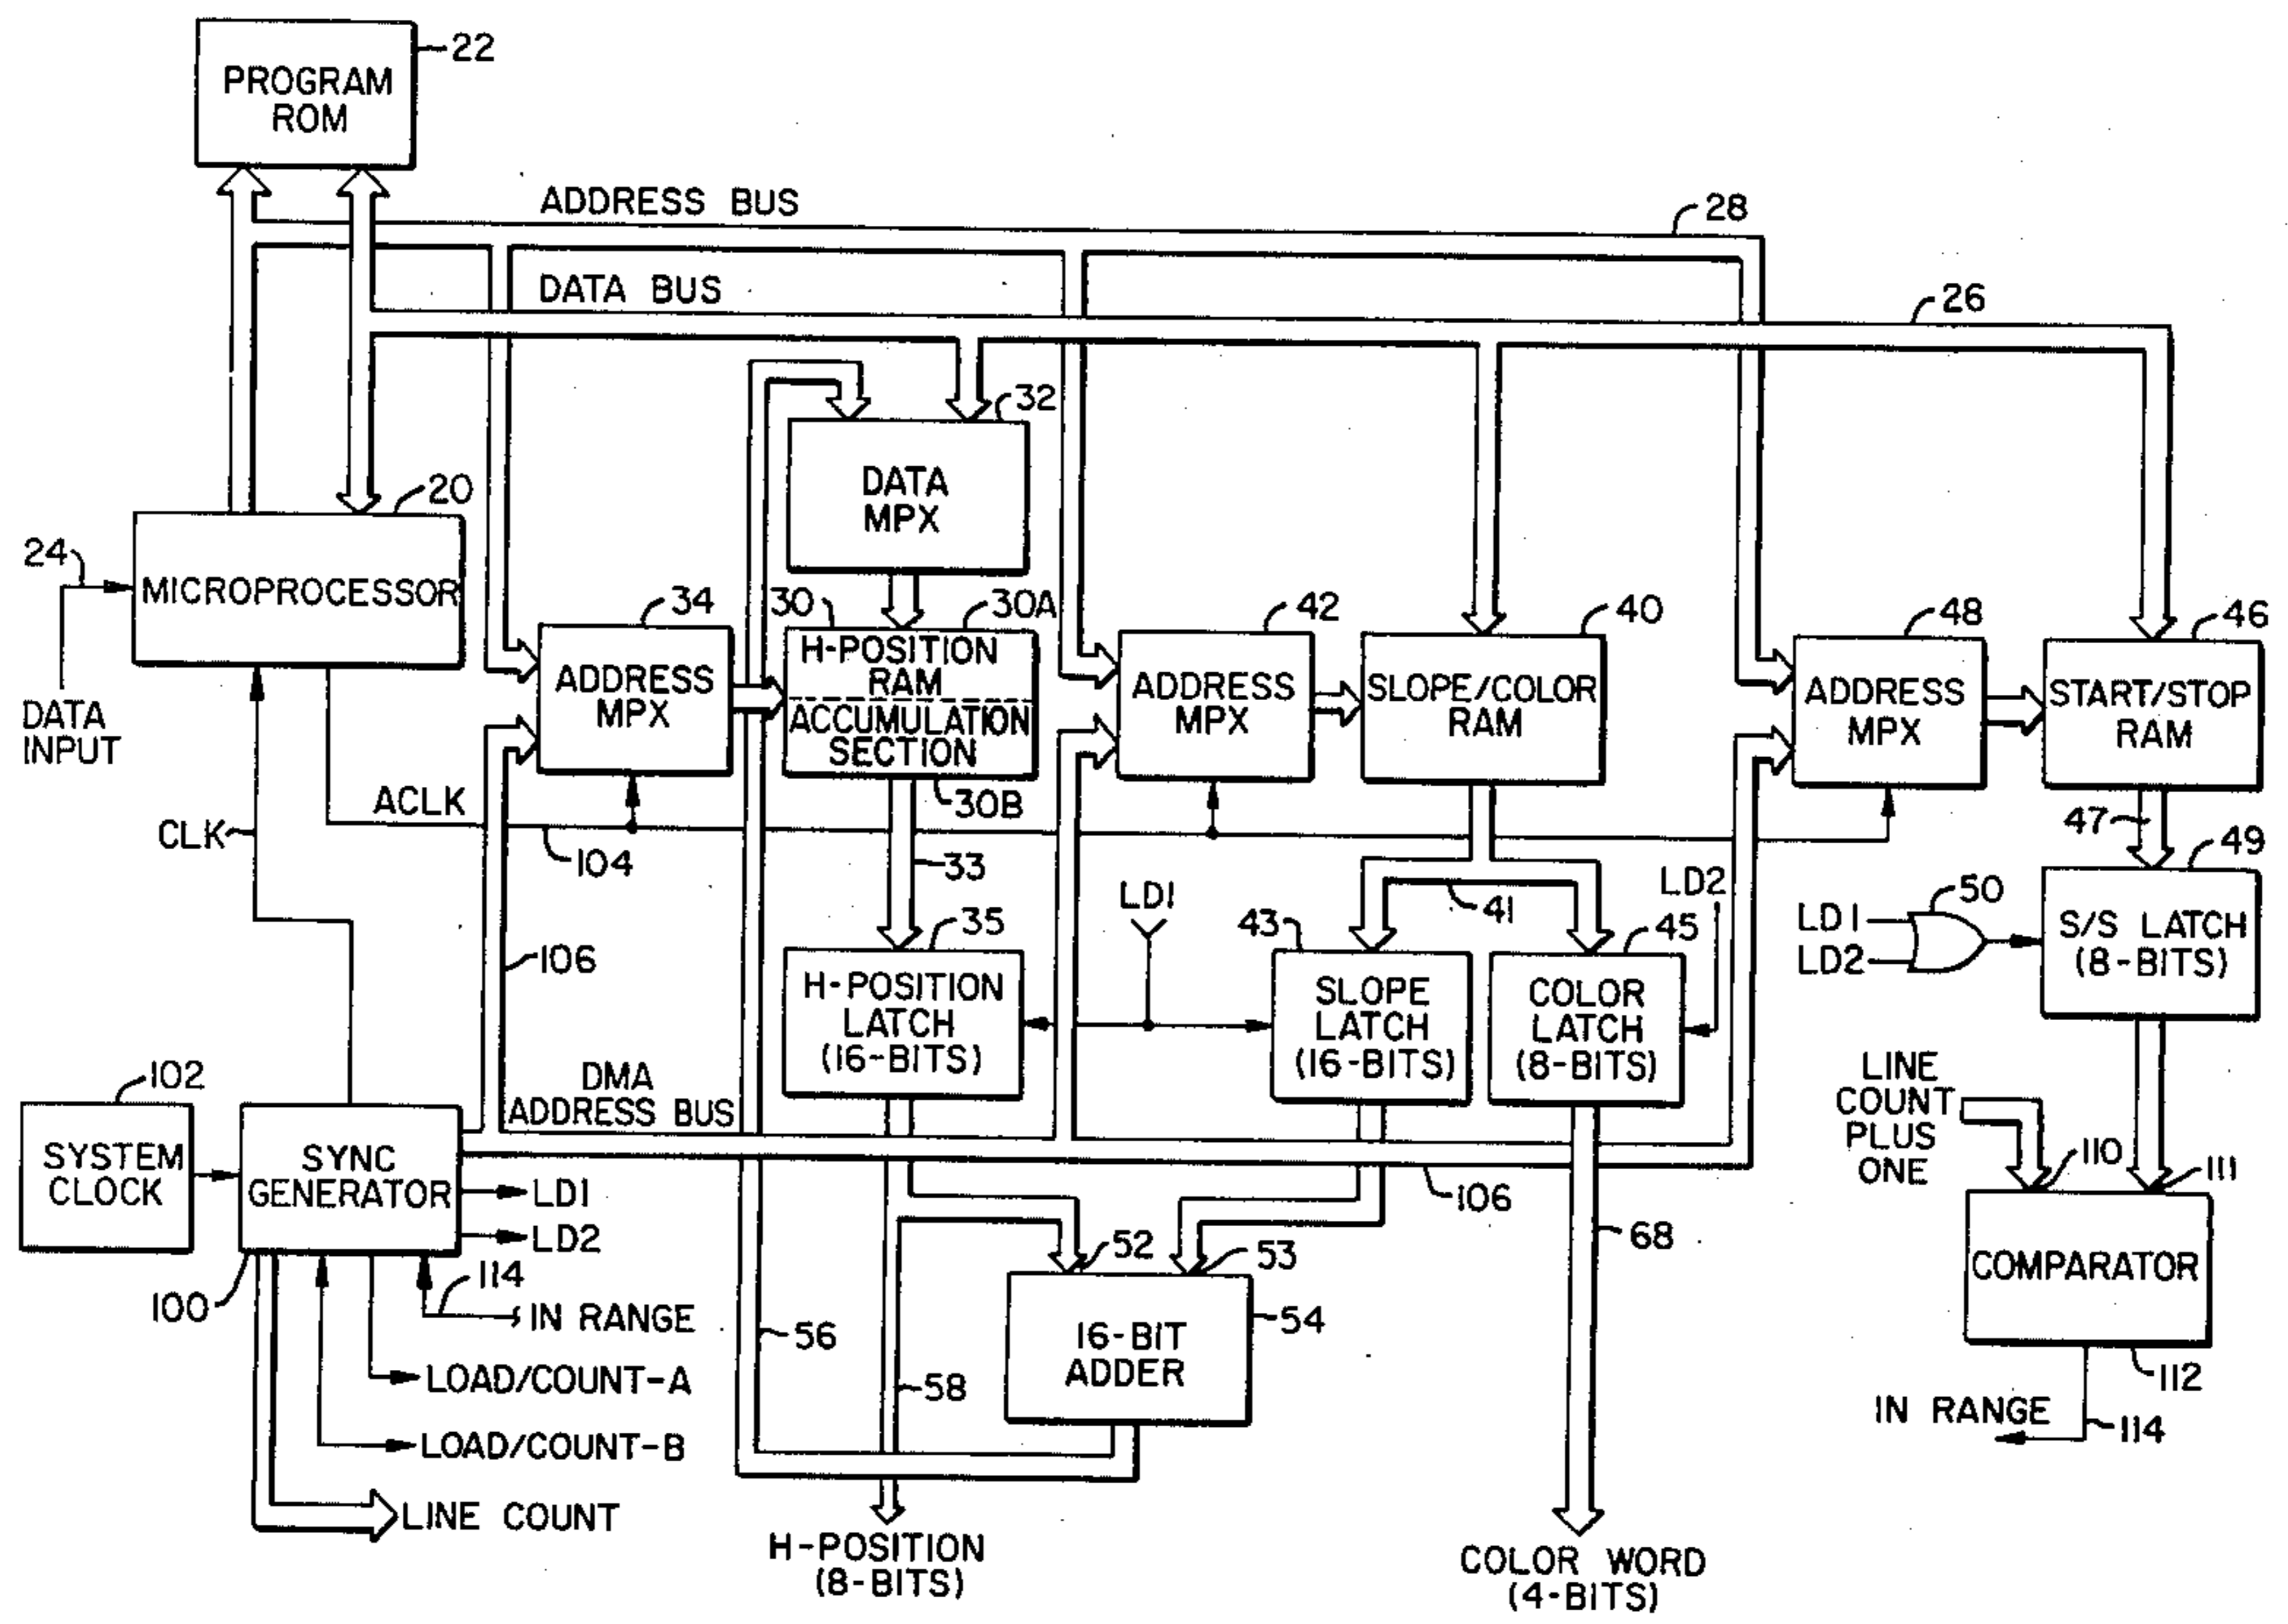 22
PROGRAM
ROM
ADDRESS BUS
28
DATA BUS
26
32
DATA
MPX
20
24
MICROPROCESSOR
DATA
INPUT
34
ADDRESS
MPX
30
30A
H-POSITION
RAM
ACCUMULATION
SECTION
30B
42
ADDRESS
MPX
40
SLOPE/COLOR
RAM
48
ADDRESS
MPX
46
START/STOP
RAM
ACLK
CLK
104
33
47
49
LD1
41
LD2
50
LD1
LD2
S/S LATCH
(8-BITS)
106
35
H-POSITION
LATCH
(16-BITS)
43
SLOPE
LATCH
(16-BITS)
45
COLOR
LATCH
(8-BITS)
LINE
COUNT
PLUS
ONE
110
111
102
SYSTEM
CLOCK
DMA
ADDRESS BUS
SYNC
GENERATOR
LD1
LD2
106
68
52
53
COMPARATOR
112
100
114
IN RANGE
56
16-BIT
ADDER
54
58
LOAD/COUNT-A
LOAD/COUNT-B
LINE COUNT
IN RANGE
114
H-POSITION
(8-BITS)
COLOR WORD
(4-BITS)